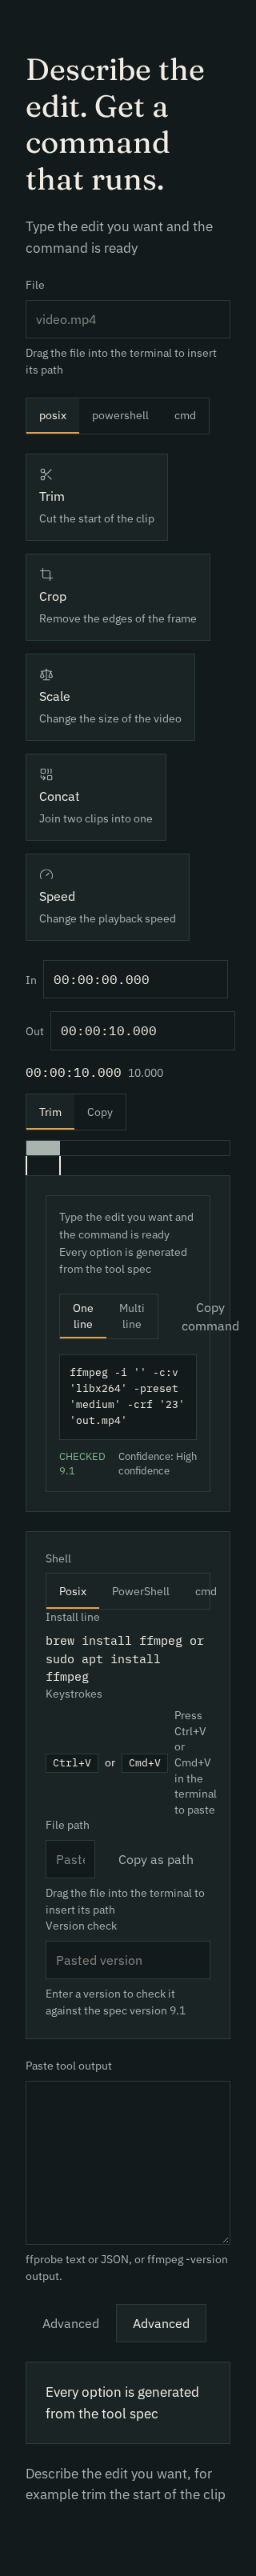 Describe the
edit. Get a
command
that runs.
Type the edit you want and the
command is ready
File
video.mp4
Drag the file into the terminal to insert
its path
posix powershell cmd
Trim
Cut the start of the clip
Crop
Remove the edges of the frame
Scale
Change the size of the video
Concat
Join two clips into one
Speed
Change the playback speed
In 00:00:00.000
Out 00:00:10.000
00:00:10.000 10.000
Trim Copy
Type the edit you want and
the command is ready
Every option is generated
from the tool spec
One line
Multi line
Copy command
ffmpeg -i '' -c:v
'libx264' -preset
'medium' -crf '23'
'out.mp4'
CHECKED 9.1
Confidence: High confidence
Shell
Posix PowerShell cmd
Install line
brew install ffmpeg or
sudo apt install
ffmpeg
Keystrokes
Ctrl+V or Cmd+V
Press
Ctrl+V
or
Cmd+V
in the
terminal
to paste
File path
Copy as path
Drag the file into the terminal to
insert its path
Version check
Pasted version
Enter a version to check it
against the spec version 9.1
Paste tool output
ffprobe text or JSON, or ffmpeg -version
output.
Advanced Advanced
Every option is generated
from the tool spec
Describe the edit you want, for
example trim the start of the clip